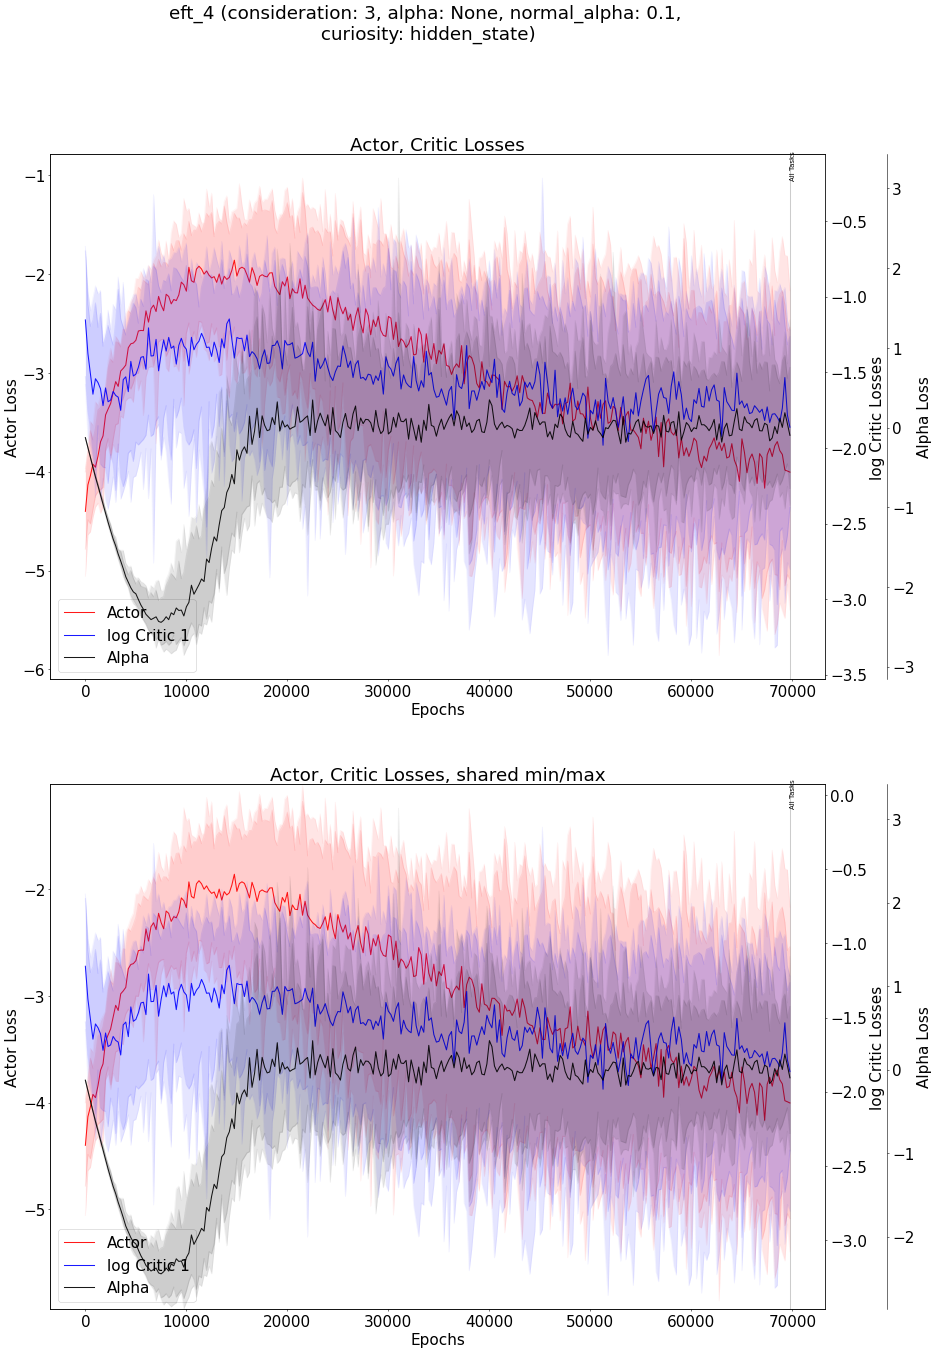 eft_4 (consideration: 3, alpha: None, normal_alpha: 0.1,
curiosity: hidden_state)
Actor, Critic Losses
All Tasks
−1
−2
−3
−4
−5
−6
Actor Loss
−0.5
−1.0
−1.5
−2.0
−2.5
−3.0
−3.5
log Critic Losses
3
2
1
0
−1
−2
−3
Alpha Loss
Actor
log Critic 1
Alpha
0 10000 20000 30000 40000 50000 60000 70000
Epochs
Actor, Critic Losses, shared min/max
All Tasks
−2
−3
−4
−5
Actor Loss
0.0
−0.5
−1.0
−1.5
−2.0
−2.5
−3.0
log Critic Losses
3
2
1
0
−1
−2
Alpha Loss
Actor
log Critic 1
Alpha
0 10000 20000 30000 40000 50000 60000 70000
Epochs